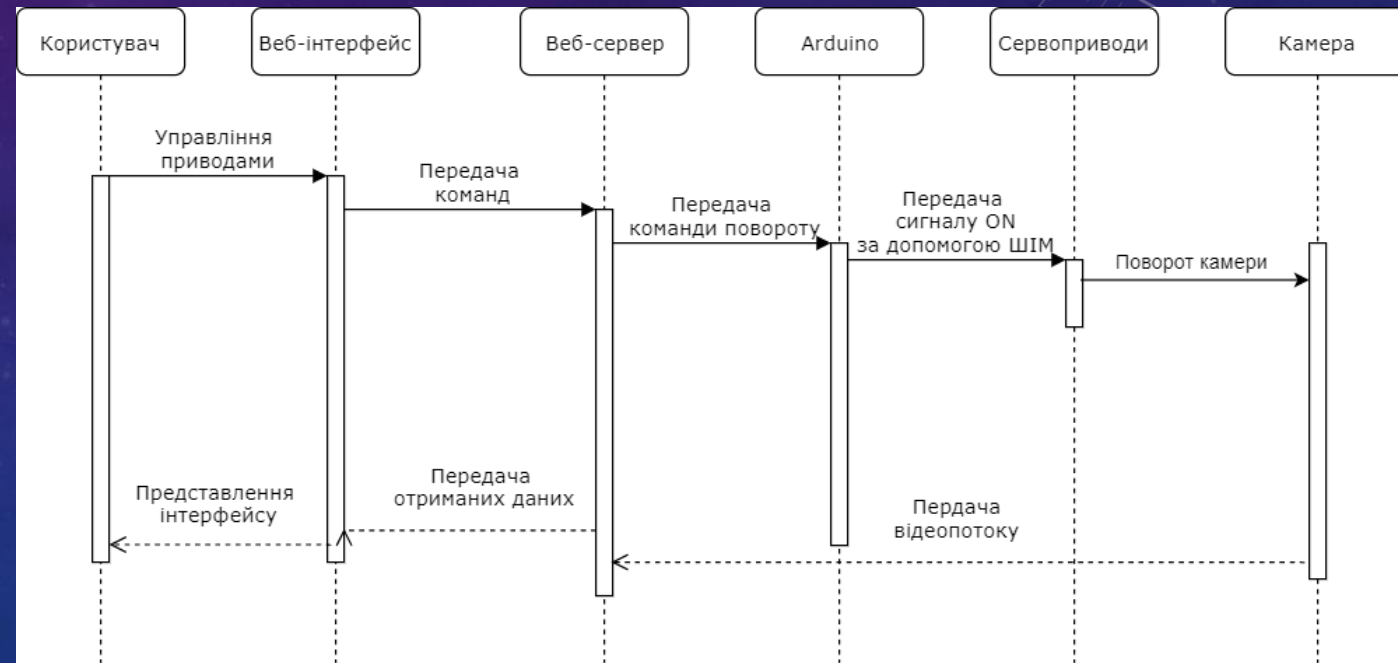 Користувач
Веб-інтерфейс
Веб-сервер
Arduino
Сервоприводи
Камера
Управління
приводами
Передача
команд
Передача
команди повороту
Передача
сигналу ON
за допомогою ШІМ
Поворот камери
Представлення
інтерфейсу
Передача
отриманих даних
Пердача
відеопотоку